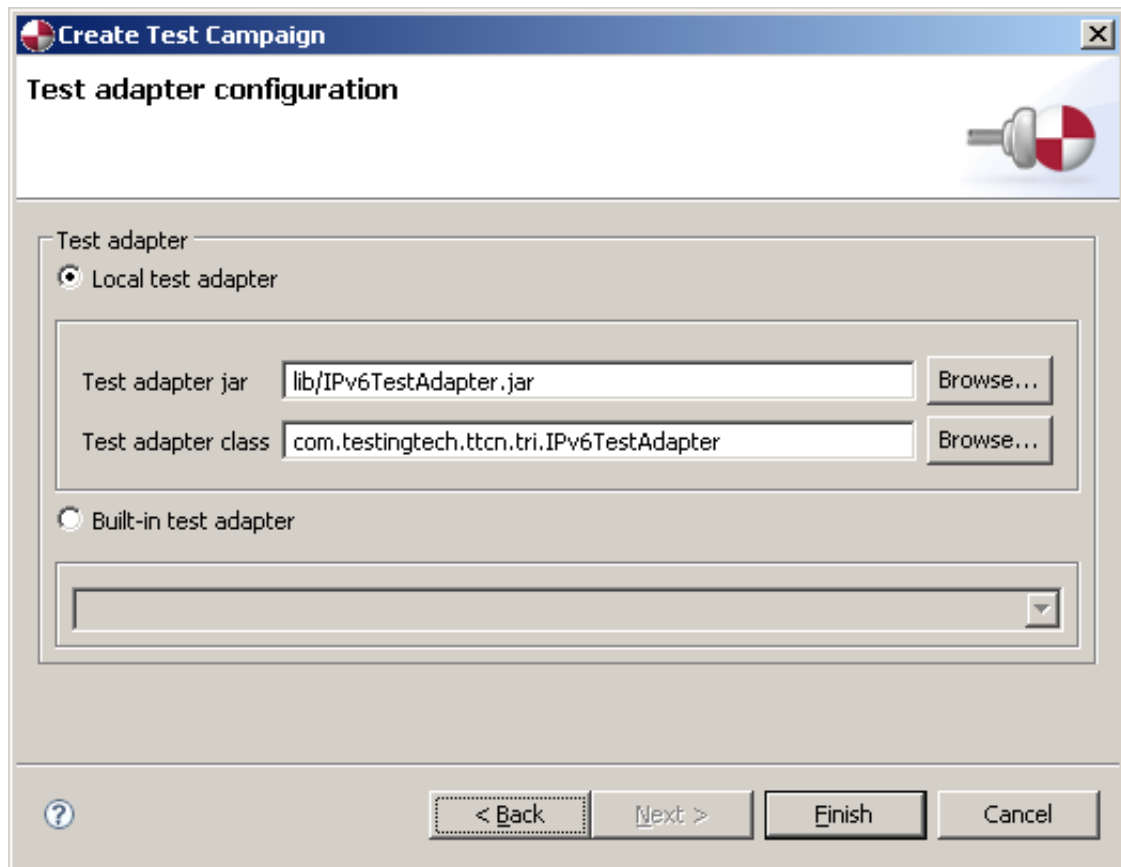 Create Test Campaign
Test adapter configuration
Test adapter
Local test adapter
Test adapter jar lib/IPv6TestAdapter.jar Browse...
Test adapter class com.testingtech.ttcn.tri.IPv6TestAdapter Browse...
Built-in test adapter
? < Back Next > Finish Cancel